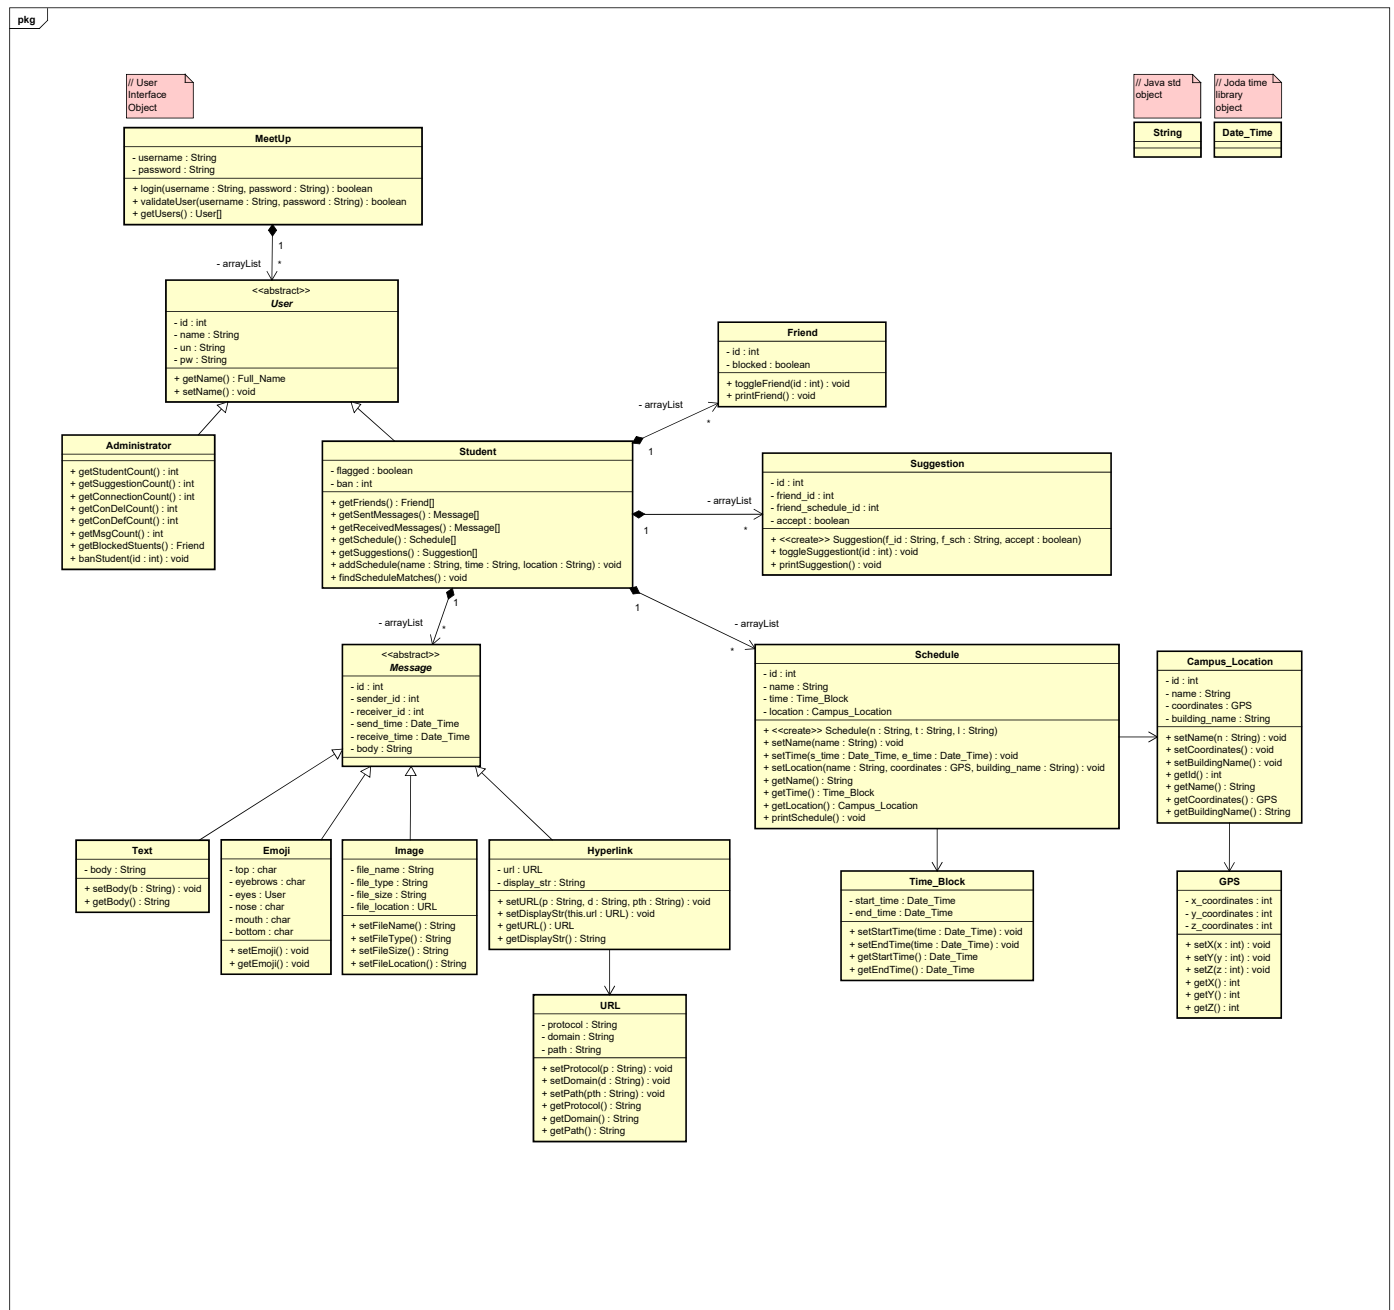 pkg
// User
Interface
Object
// Java std
object
// Joda time
library
object
String
Date_Time
MeetUp
- username : String
- password : String
+ login(username : String, password : String) : boolean
+ validateUser(username : String, password : String) : boolean
+ getUsers() : User[]
1
- arrayList
*
<<abstract>>
User
- id : int
- name : String
- un : String
- pw : String
+ getName() : Full_Name
+ setName() : void
Friend
- id : int
- blocked : boolean
+ toggleFriend(id : int) : void
+ printFriend() : void
- arrayList
*
1
Administrator
+ getStudentCount() : int
+ getSuggestionCount() : int
+ getConnectionCount() : int
+ getConDelCount() : int
+ getConDefCount() : int
+ getMsgCount() : int
+ getBlockedStuents() : Friend
+ banStudent(id : int) : void
Student
- flagged : boolean
- ban : int
+ getFriends() : Friend[]
+ getSentMessages() : Message[]
+ getReceivedMessages() : Message[]
+ getSchedule() : Schedule[]
+ getSuggestions() : Suggestion[]
+ addSchedule(name : String, time : String, location : String) : void
+ findScheduleMatches() : void
- arrayList
1
*
Suggestion
- id : int
- friend_id : int
- friend_schedule_id : int
- accept : boolean
+ <<create>> Suggestion(f_id : String, f_sch : String, accept : boolean)
+ toggleSuggestiont(id : int) : void
+ printSuggestion() : void
1
- arrayList
*
1
- arrayList
*
<<abstract>>
Message
- id : int
- sender_id : int
- receiver_id : int
- send_time : Date_Time
- receive_time : Date_Time
- body : String
Schedule
- id : int
- name : String
- time : Time_Block
- location : Campus_Location
+ <<create>> Schedule(n : String, t : String, l : String)
+ setName(name : String) : void
+ setTime(s_time : Date_Time, e_time : Date_Time) : void
+ setLocation(name : String, coordinates : GPS, building_name : String) : void
+ getName() : String
+ getTime() : Time_Block
+ getLocation() : Campus_Location
+ printSchedule() : void
Campus_Location
- id : int
- name : String
- coordinates : GPS
- building_name : String
+ setName(n : String) : void
+ setCoordinates() : void
+ setBuildingName() : void
+ getId() : int
+ getName() : String
+ getCoordinates() : GPS
+ getBuildingName() : String
Text
- body : String
+ setBody(b : String) : void
+ getBody() : String
Emoji
- top : char
- eyebrows : char
- eyes : User
- nose : char
- mouth : char
- bottom : char
+ setEmoji() : void
+ getEmoji() : void
Image
- file_name : String
- file_type : String
- file_size : String
- file_location : URL
+ setFileName() : String
+ setFileType() : String
+ setFileSize() : String
+ setFileLocation() : String
Hyperlink
- url : URL
- display_str : String
+ setURL(p : String, d : String, pth : String) : void
+ setDisplayStr(this.url : URL) : void
+ getURL() : URL
+ getDisplayStr() : String
Time_Block
- start_time : Date_Time
- end_time : Date_Time
+ setStartTime(time : Date_Time) : void
+ setEndTime(time : Date_Time) : void
+ getStartTime() : Date_Time
+ getEndTime() : Date_Time
GPS
- x_coordinates : int
- y_coordinates : int
- z_coordinates : int
+ setX(x : int) : void
+ setY(y : int) : void
+ setZ(z : int) : void
+ getX() : int
+ getY() : int
+ getZ() : int
URL
- protocol : String
- domain : String
- path : String
+ setProtocol(p : String) : void
+ setDomain(d : String) : void
+ setPath(pth : String) : void
+ getProtocol() : String
+ getDomain() : String
+ getPath() : String